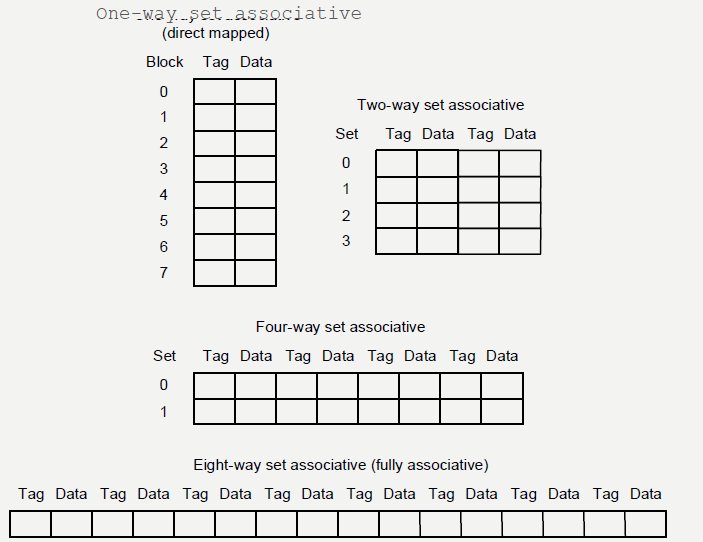 One-way set associative
(direct mapped)
Block Tag Data
0
1
2
3
4
5
6
7
Two-way set associative
Set Tag Data Tag Data
0
1
2
3
Four-way set associative
Set Tag Data Tag Data Tag Data Tag Data
0
1
Eight-way set associative (fully associative)
Tag Data Tag Data Tag Data Tag Data Tag Data Tag Data Tag Data Tag Data